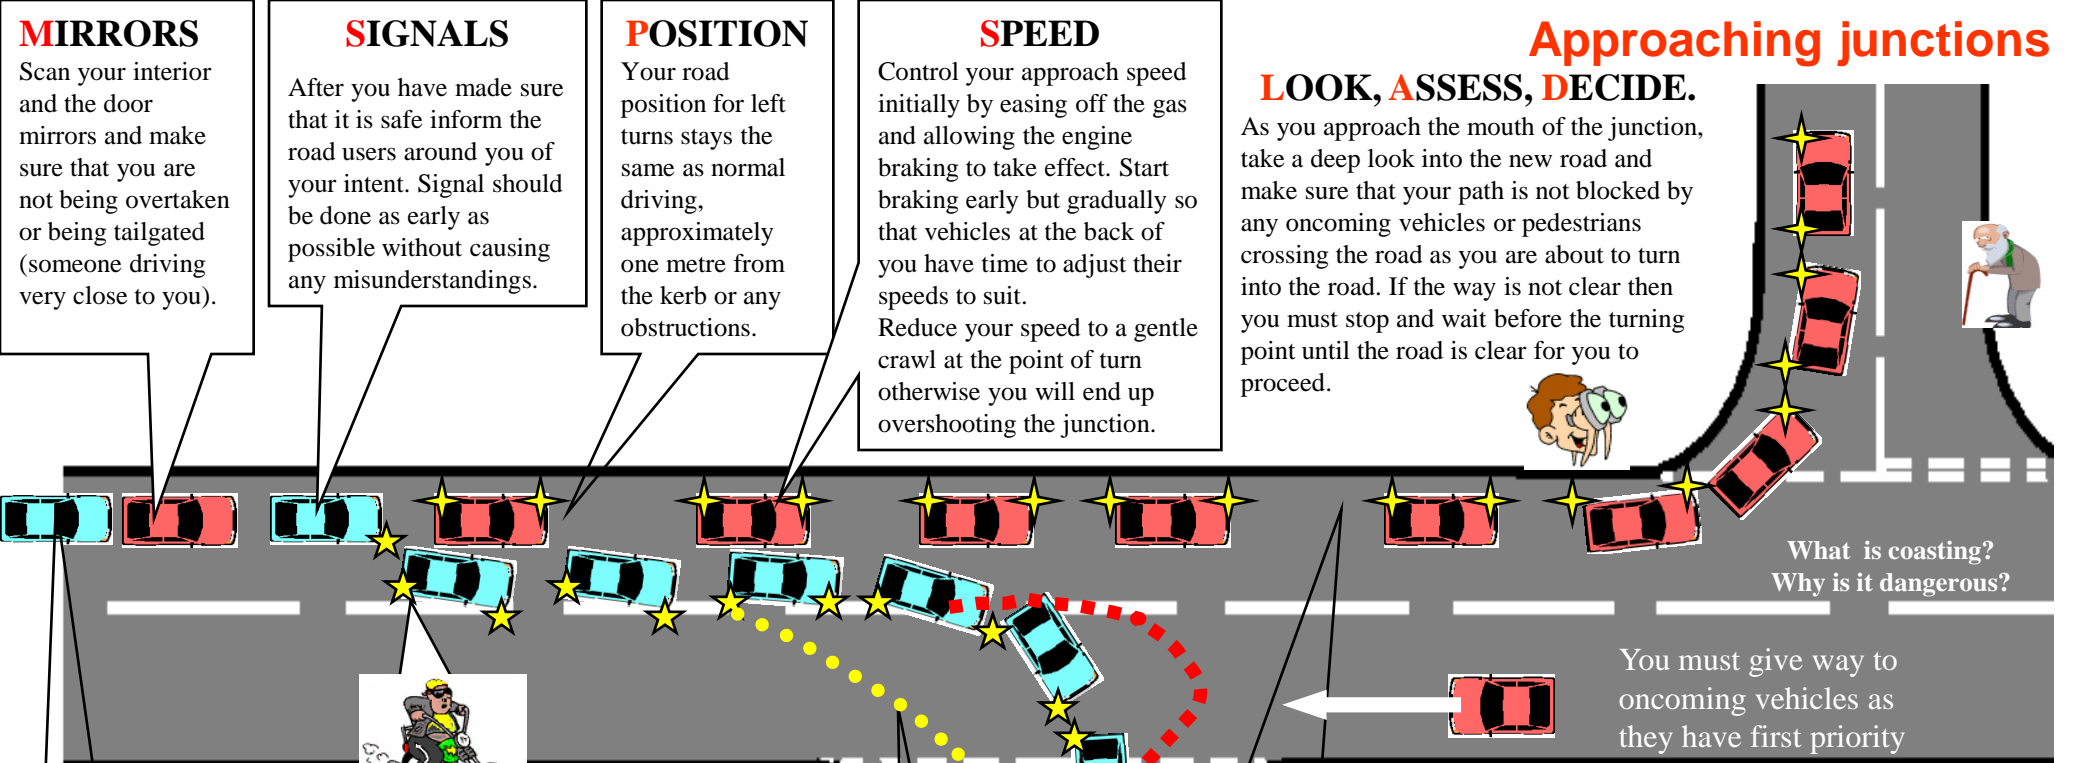 MIRRORS
Scan your interior
and the door
mirrors and make
sure that you are
not being overtaken
or being tailgated
(someone driving
very close to you).
SIGNALS
After you have made sure
that it is safe inform the
road users around you of
your intent. Signal should
be done as early as
possible without causing
any misunderstandings.
POSITION
Your road
position for left
turns stays the
same as normal
driving,
approximately
one metre from
the kerb or any
obstructions.
SPEED
Control your approach speed
initially by easing off the gas
and allowing the engine
braking to take effect. Start
braking early but gradually so
that vehicles at the back of
you have time to adjust their
speeds to suit.
Reduce your speed to a gentle
crawl at the point of turn
otherwise you will end up
overshooting the junction.
Approaching junctions
LOOK, ASSESS, DECIDE.
As you approach the mouth of the junction,
take a deep look into the new road and
make sure that your path is not blocked by
any oncoming vehicles or pedestrians
crossing the road as you are about to turn
into the road. If the way is not clear then
you must stop and wait before the turning
point until the road is clear for you to
proceed.
What is coasting?
Why is it dangerous?
You must give way to
oncoming vehicles as
they have first priority